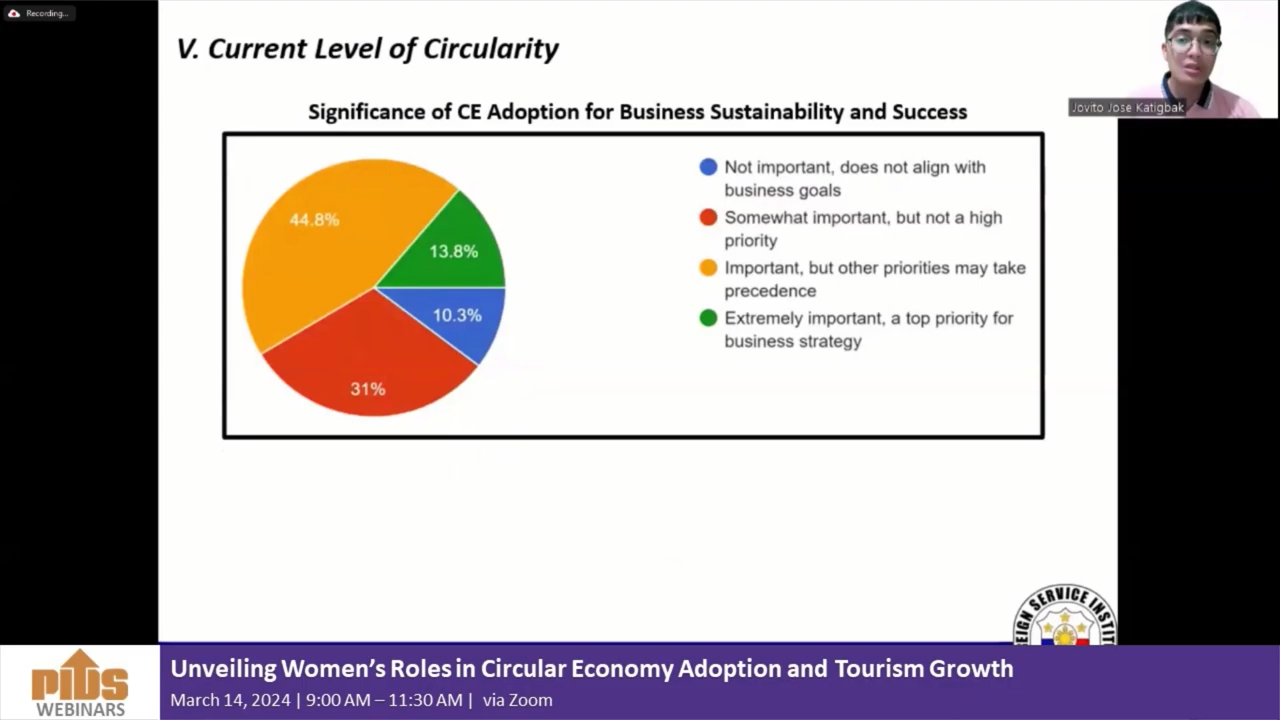 Recording...
V. Current Level of Circularity
Jovito Jose Katigbak
Significance of CE Adoption for Business Sustainability and Success
44.8%
13.8%
10.3%
31%
Not important, does not align with
business goals
Somewhat important, but not a high
priority
Important, but other priorities may take
precedence
Extremely important, a top priority for
business strategy
EIGN SERVICE INSTI
PIDS
WEBINARS
Unveiling Women's Roles in Circular Economy Adoption and Tourism Growth
March 14, 2024 | 9:00 AM – 11:30 AM | via Zoom